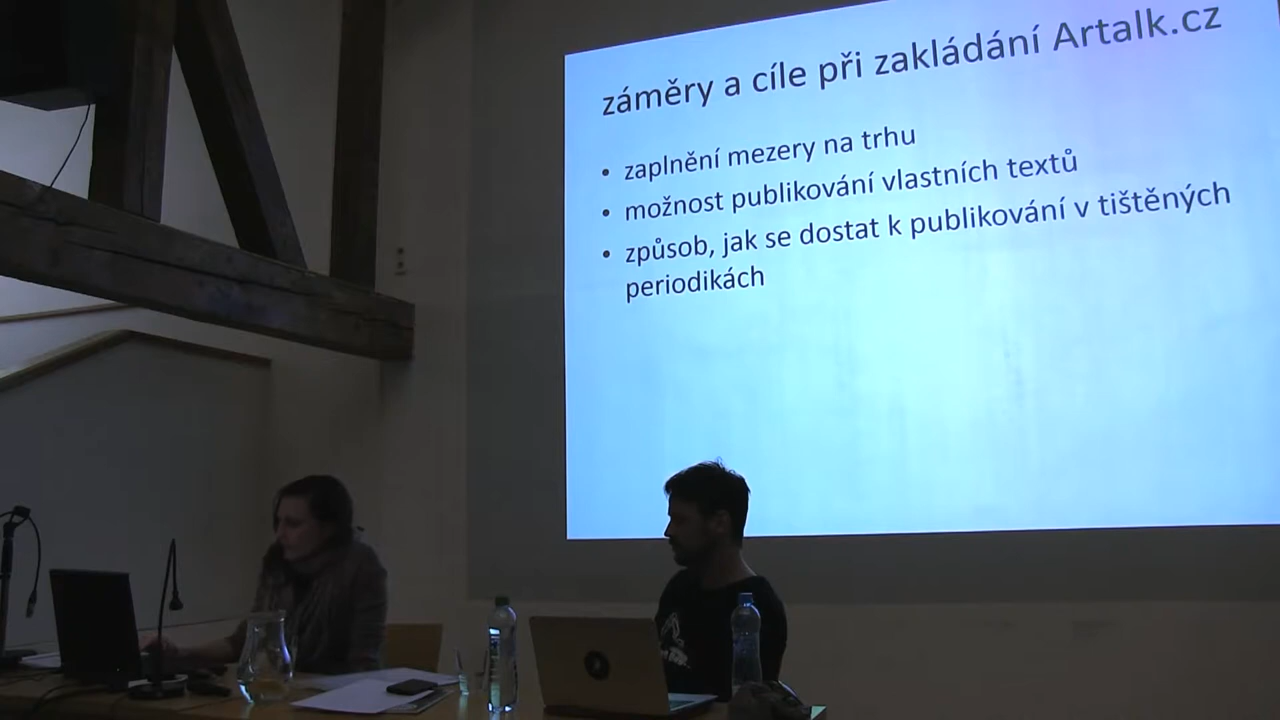 záměry a cíle při zakládání Artalk.cz
• zaplnění mezery na trhu
• možnost publikování vlastních textů
• způsob, jak se dostat k publikování v tištěných
periodikách